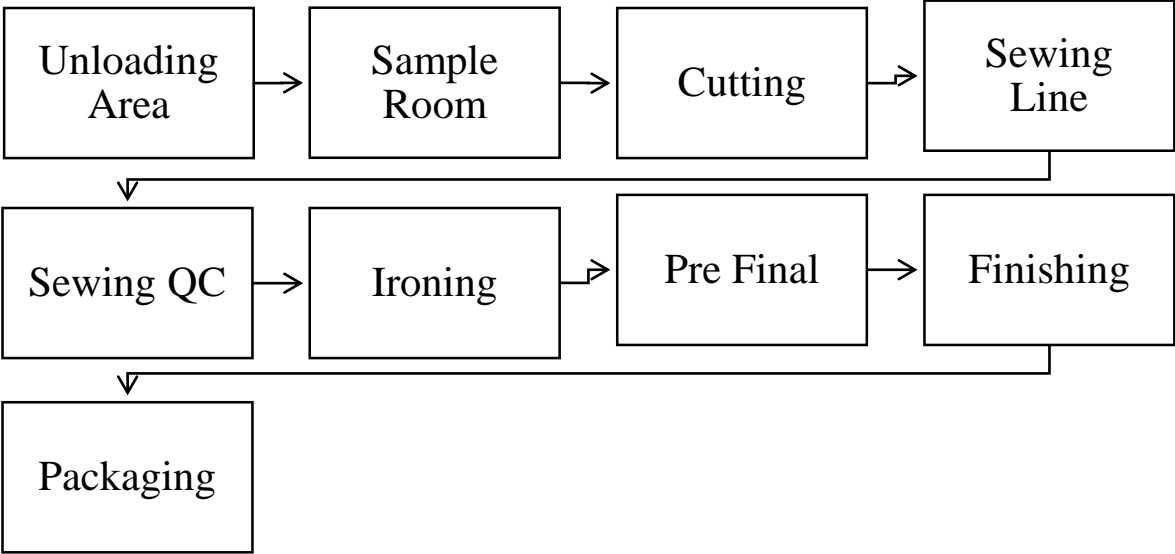 Unloading
Area
Sample
Room
Cutting
Sewing
Line
Sewing QC
Ironing
Pre Final
Finishing
Packaging